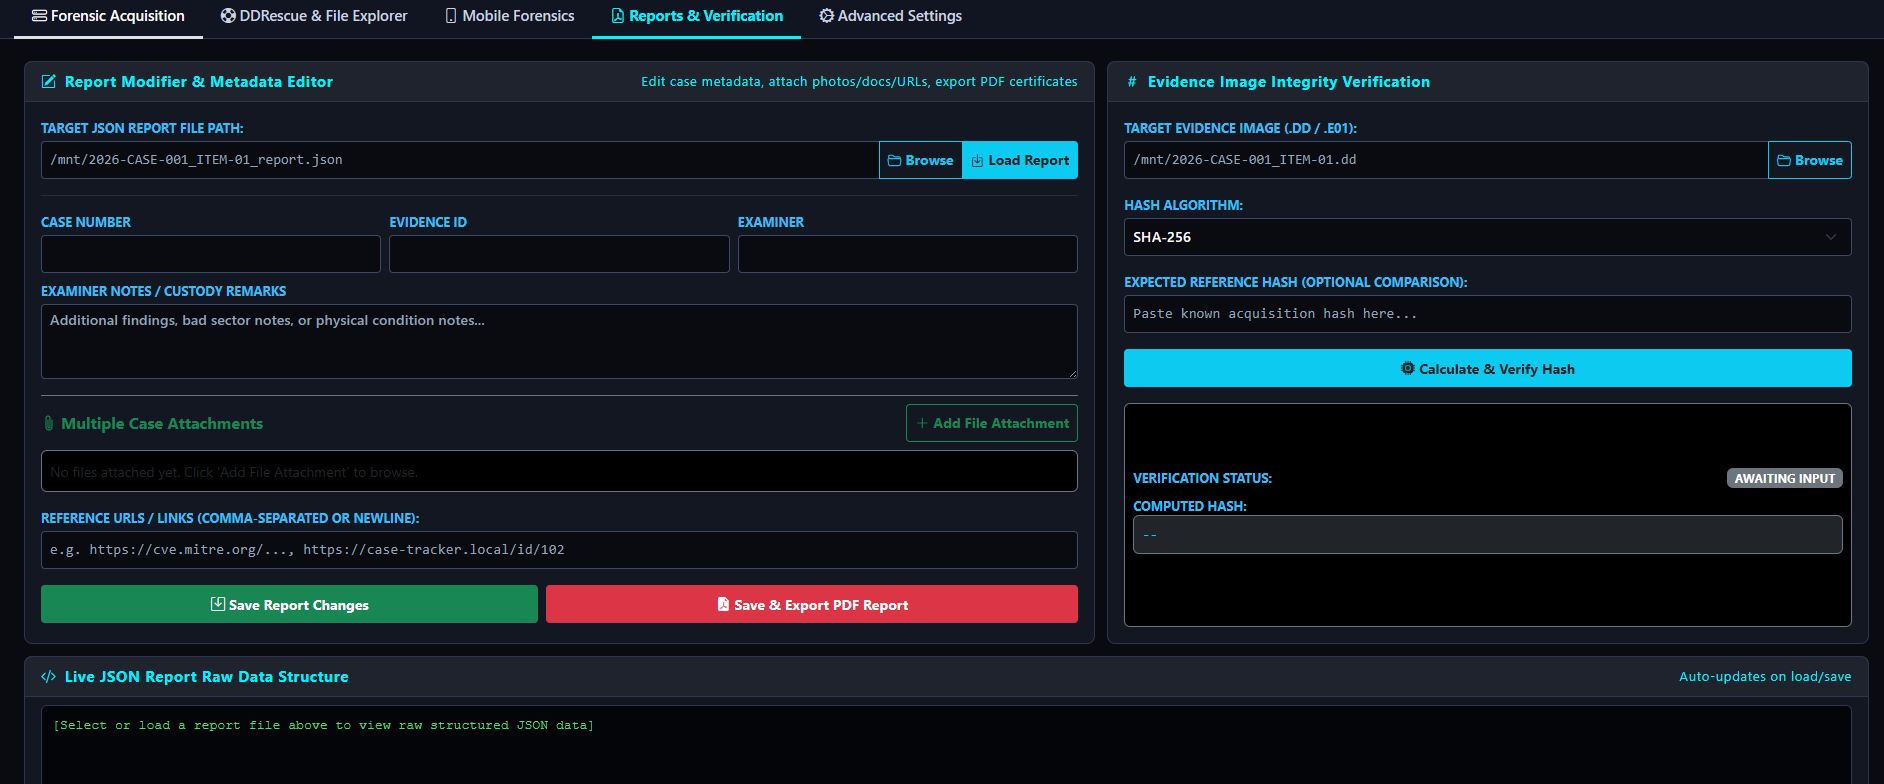 Forensic Acquisition
DDRescue & File Explorer
Mobile Forensics
Reports & Verification
Advanced Settings
Report Modifier & Metadata Editor
Edit case metadata, attach photos/docs/URLs, export PDF certificates
TARGET JSON REPORT FILE PATH:
/mnt/2026-CASE-001_ITEM-01_report.json
Browse
Load Report
CASE NUMBER
EVIDENCE ID
EXAMINER
EXAMINER NOTES / CUSTODY REMARKS
Additional findings, bad sector notes, or physical condition notes...
Multiple Case Attachments
+ Add File Attachment
No files attached yet. Click 'Add File Attachment' to browse.
REFERENCE URLS / LINKS (COMMA-SEPARATED OR NEWLINE):
e.g. https://cve.mitre.org/..., https://case-tracker.local/id/102
Save Report Changes
Save & Export PDF Report
# Evidence Image Integrity Verification
TARGET EVIDENCE IMAGE (.DD / .E01):
/mnt/2026-CASE-001_ITEM-01.dd
Browse
HASH ALGORITHM:
SHA-256
EXPECTED REFERENCE HASH (OPTIONAL COMPARISON):
Paste known acquisition hash here...
Calculate & Verify Hash
VERIFICATION STATUS:
AWAITING INPUT
COMPUTED HASH:
--
</> Live JSON Report Raw Data Structure
Auto-updates on load/save
[Select or load a report file above to view raw structured JSON data]